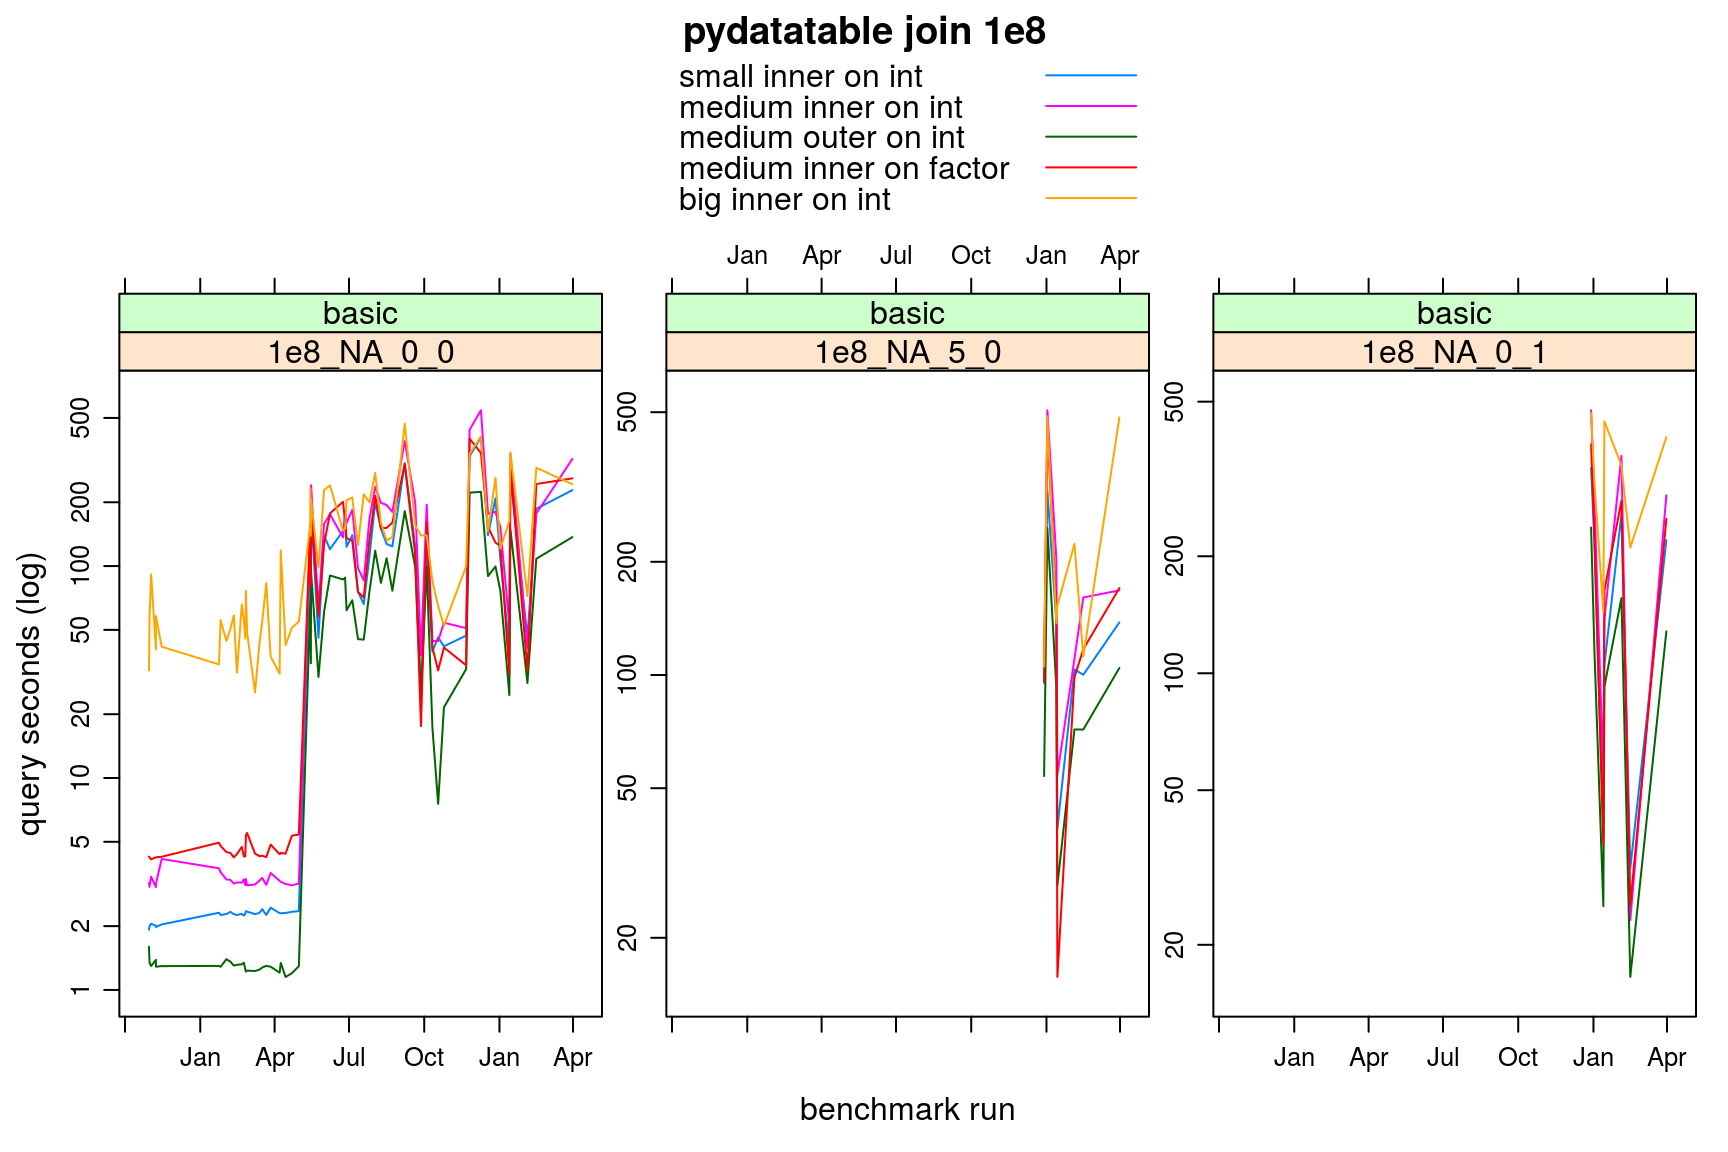 pydatatable join 1e8
small inner on int
medium inner on int
medium outer on int
medium inner on factor
big inner on int
Jan Apr Jul Oct Jan Apr
basic basic basic
1e8_NA_0_0 1e8_NA_5_0 1e8_NA_0_1
query seconds (log)
500
200
100
50
20
10
5
2
1
500
200
100
50
20
500
200
100
50
20
Jan Apr Jul Oct Jan Apr
Jan Apr Jul Oct Jan Apr
benchmark run